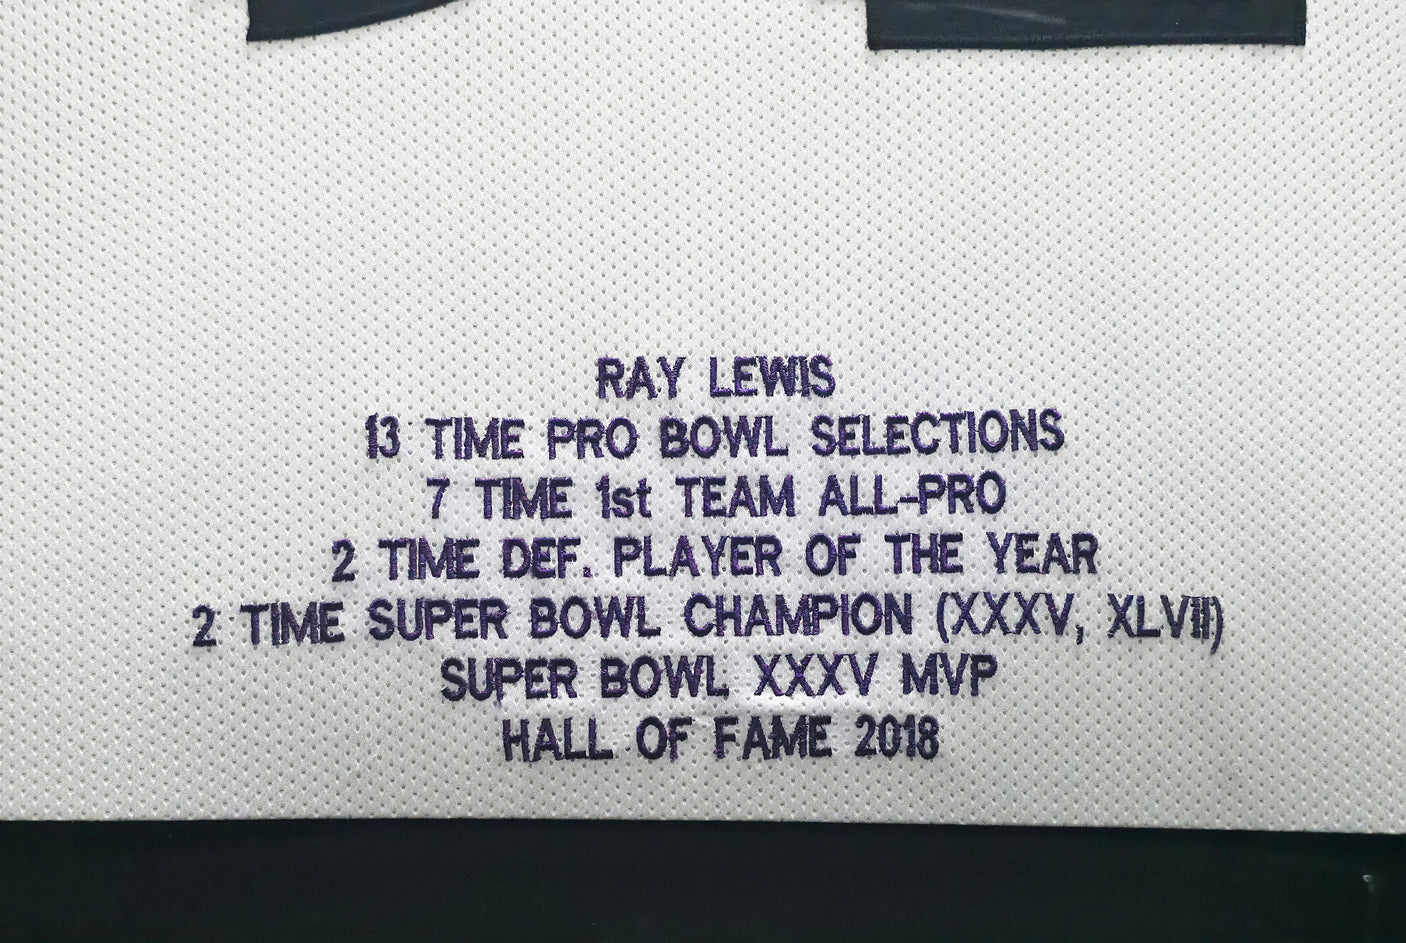 RAY LEWIS
13 TIME PRO BOWL SELECTIONS
7 TIME 1st TEAM ALL-PRO
2 TIME DEF. PLAYER OF THE YEAR
2 TIME SUPER BOWL CHAMPION (XXXV, XLVII)
SUPER BOWL XXXV MVP
HALL OF FAME 2018